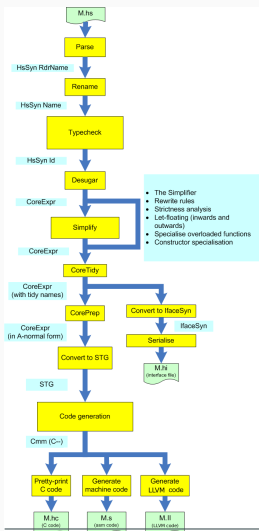 M.hs
Parse
HsSyn RdrName
Rename
HsSyn Name
Typecheck
HsSyn Id
Desugar
CoreExpr
• The Simplifier
• Rewrite rules
• Strictness analysis
• Let-floating (inwards and
outwards)
• Specialise overloaded functions
• Constructor specialisation
Simplify
CoreExpr
CoreTidy
CoreExpr
(with tidy names)
CorePrep
Convert to IfaceSyn
IfaceSyn
CoreExpr
(in A-normal form)
Serialise
Convert to STG
M.hi
(interface file)
STG
Code generation
Cmm (C--)
Pretty-print
C code
Generate
machine code
Generate
LLVM code
M.hc
(C code)
M.s
(asm code)
M.ll
(LLVM code)